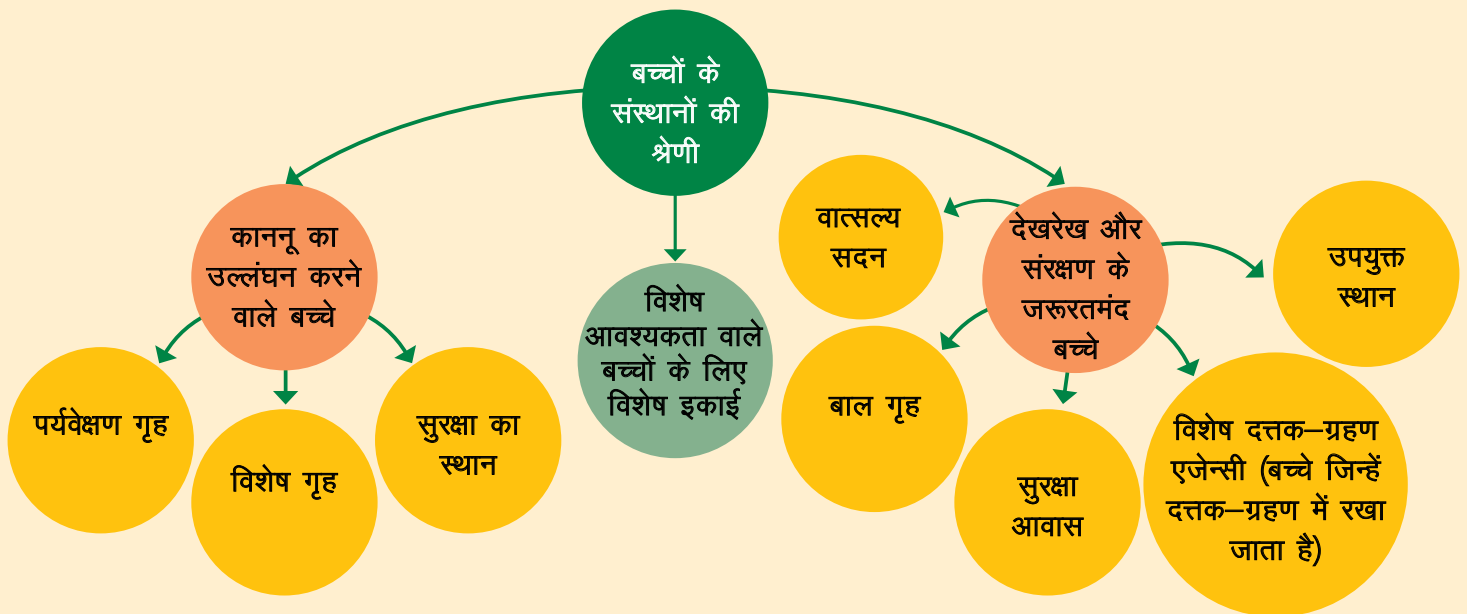 बच्चों के
संस्थानों की
श्रेणी
काननू का
उल्लंघन करने
वाले बच्चे
पर्यवेक्षण गृह
विशेष गृह
सुरक्षा का
स्थान
विशेष
आवश्यकता वाले
बच्चों के लिए
विशेष इकाई
देखरेख और
संरक्षण के
जरूरतमंद
बच्चे
वात्सल्य
सदन
बाल गृह
सुरक्षा
आवास
विशेष दत्तक–ग्रहण
एजेन्सी (बच्चे जिन्हें
दत्तक–ग्रहण में रखा
जाता है)
उपयुक्त
स्थान